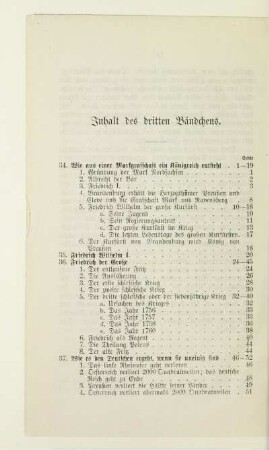 Inhalt des dritten Bändchens.
Seite
34. Wie aus einer Markgrafschaft ein Königreich entsteht . 1—19
1. Gründung der Mark Nordsachsen . . . . 1
2. Albrecht der Bär . . . . 2
3. Friedrich I. . . . . 3
4. Brandenburg erhält die Herzogthümer Preußen und
Cleve und die Grafschaft Mark und Ravensberg . 8
5. Friedrich Wilhelm der große Kurfürst . . 10—18
a. Seine Jugend . . . . 10
b. Sein Regierungsantritt . . . . 11
c. Der große Kurfürst im Krieg . . . . 13
d. Die letzten Lebenstage des großen Kurfürsten . 17
6. Der Kurfürst von Brandenburg wird König von
Preußen . . . . 18
35. Friedrich Wilhelm I. . . . . 20
36. Friedrich der Große . . . . 24—45
1. Der enthusiastische Fritz . . . . 24
2. Die Aussöhnung . . . . 26
3. Der erste schlesische Krieg . . . . 28
4. Der zweite schlesische Krieg . . . . 30
5. Der dritte schlesische oder der siebenjährige Krieg . 32—40
a. Ursachen des Krieges . . . . 32
b. Das Jahr 1756 . . . . 33
c. Das Jahr 1757 . . . . 34
d. Das Jahr 1758 . . . . 36
e. Das Jahr 1760 . . . . 38
6. Friedrich als Regent . . . . 40
7. Die Theilung Polens . . . . 44
8. Der alte Fritz . . . . 44
37. Wie es den Deutschen ergeht, wenn sie uneinig sind . 46—52
1. Das linke Rheinufer geht verloren . . . . 46
2. Oesterreich verliert 2000 Quadratmeilen; das deutsche
Reich geht zu Ende . . . . 48
3. Preußen verliert die Hälfte seiner Länder . . 49
4. Oesterreich verliert abermals 2000 Quadratmeilen . 51